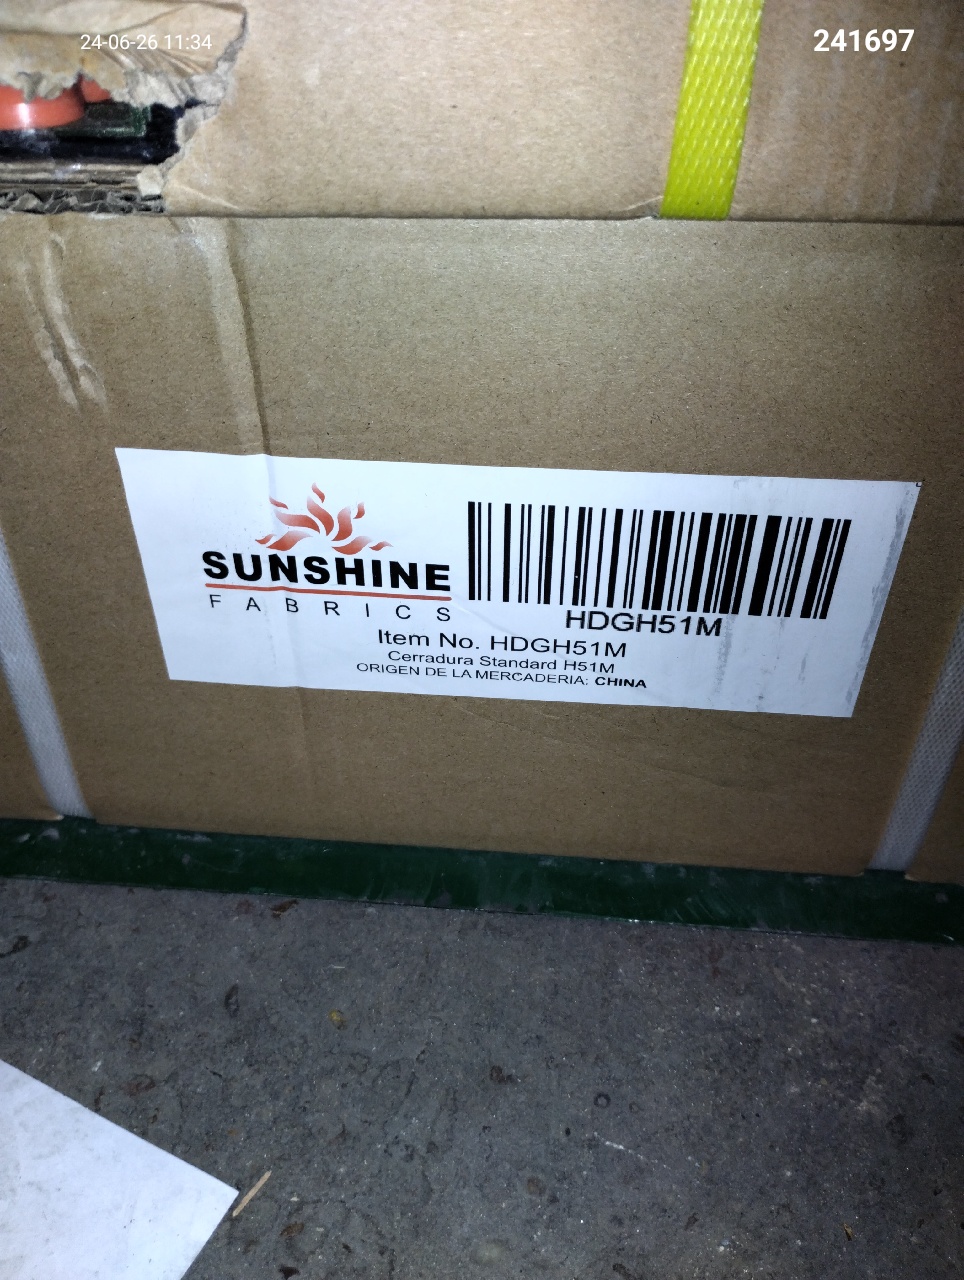 24-06-26 11:34
241697
SUNSHINE
FABRICS
HDGH51M
Item No. HDGH51M
Cerradura Standard H51M
ORIGEN DE LA MERCADERIA: CHINA